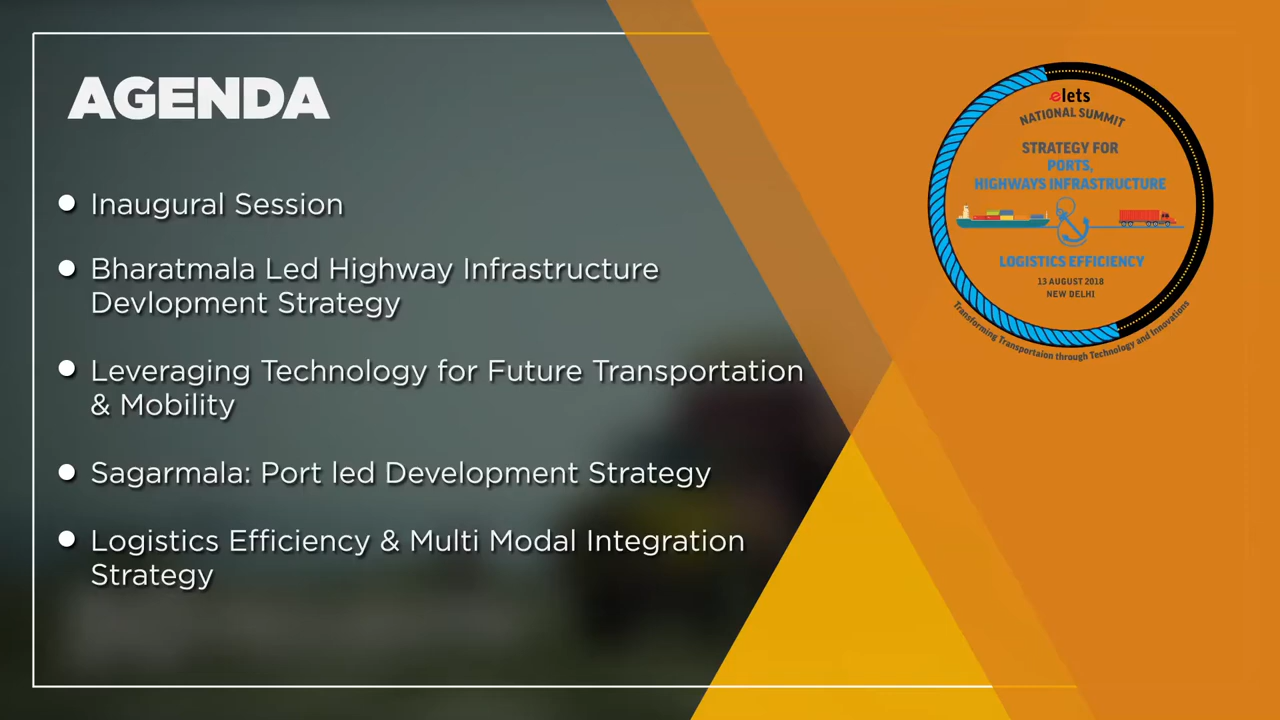 AGENDA
Inaugural Session
Bharatmala Led Highway Infrastructure
Devlopment Strategy
Leveraging Technology for Future Transportation
& Mobility
Sagarmala: Port led Development Strategy
Logistics Efficiency & Multi Modal Integration
Strategy
elets
NATIONAL SUMMIT
STRATEGY FOR
PORTS,
HIGHWAYS INFRASTRUCTURE
LOGISTICS EFFICIENCY
13 AUGUST 2018
NEW DELHI
Transforming Transportaion through Technology and Innovations